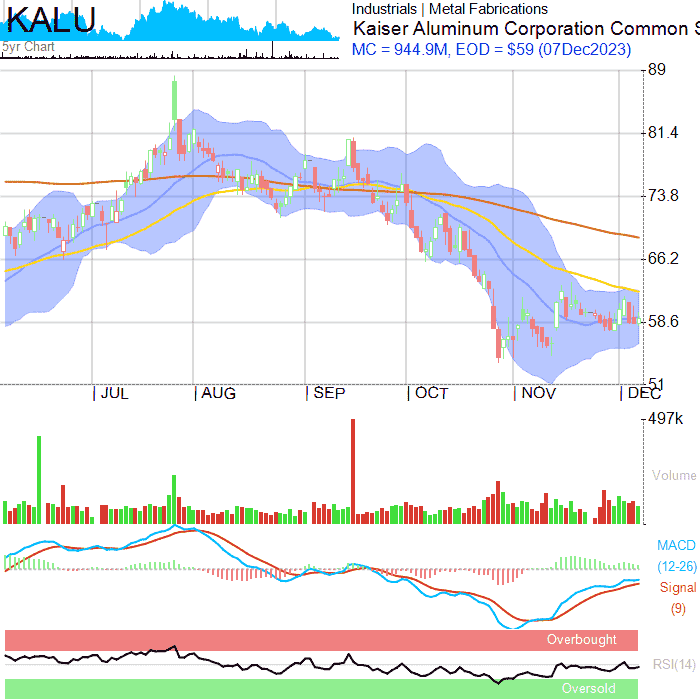 KALU
5yr Chart
Industrials | Metal Fabrications
Kaiser Aluminum Corporation Common S
MC = 944.9M, EOD = $59 (07Dec2023)
89
81.4
73.8
66.2
58.6
51
JUL AUG SEP OCT NOV DEC
497k
Volume
MACD
(12-26)
Signal
(9)
Overbought
RSI(14)
Oversold